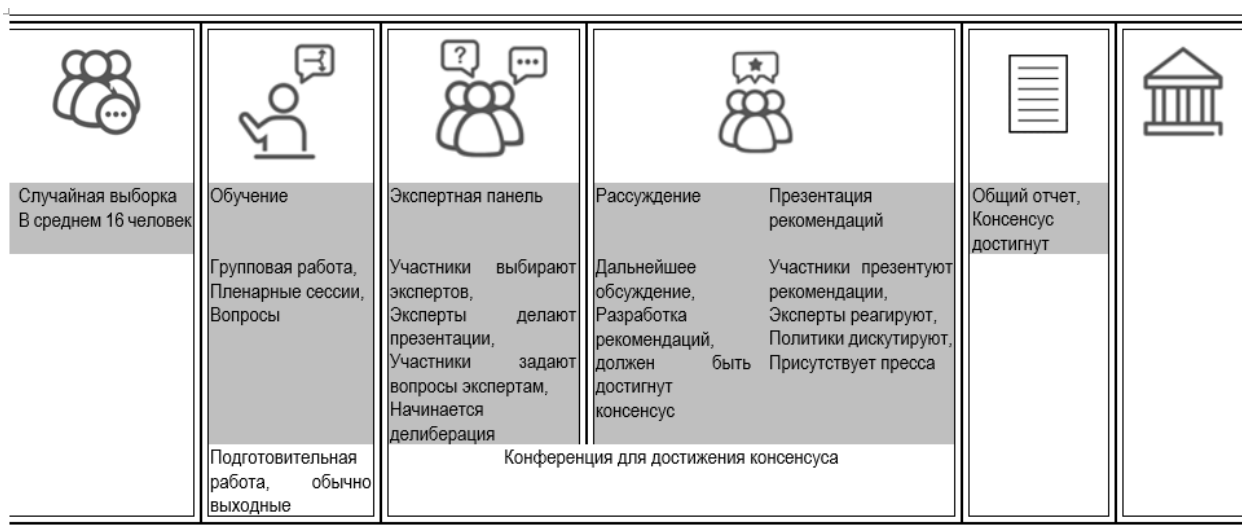 Случайная выборка
В среднем 16 человек
Обучение
Групповая работа,
Пленарные сессии,
Вопросы
Подготовительная
работа, обычно
выходные
?
Экспертная панель
Участники выбирают
экспертов,
Эксперты делают
презентации,
Участники задают
вопросы экспертам,
Начинается
делиберация
Рассуждение
Дальнейшее
обсуждение,
Разработка
рекомендаций,
должен быть
достигнут
консенсус
Презентация
рекомендаций
Участники презентуют
рекомендации,
Эксперты реагируют,
Политики дискутируют,
Присутствует пресса
Конференция для достижения консенсуса
Общий отчет,
Консенсус
достигнут